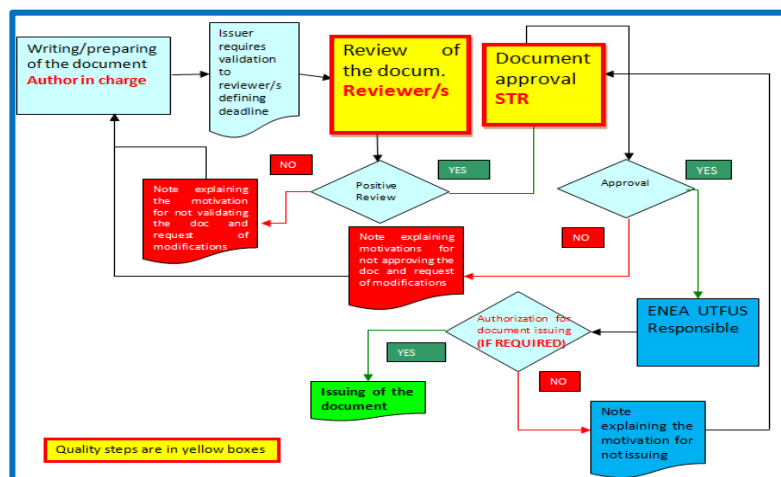 Writing/preparing
of the document
Author in charge
Issuer
requires
validation
to
reviewer/s
defining
deadline
Review of
the docum.
Reviewer/s
Document
approval
STR
NO
YES
Positive
Review
YES
Approval
Note explaining
the motivation
for not validating
the doc and
request of
modifications
NO
Note explaining
motivations for
not approving the
doc and request
of modifications
ENEA UTFUS
Responsible
Authorization for
document issuing
(IF REQUIRED)
YES
NO
Issuing of the
document
Note
explaining the
motivation for
not issuing
Quality steps are in yellow boxes